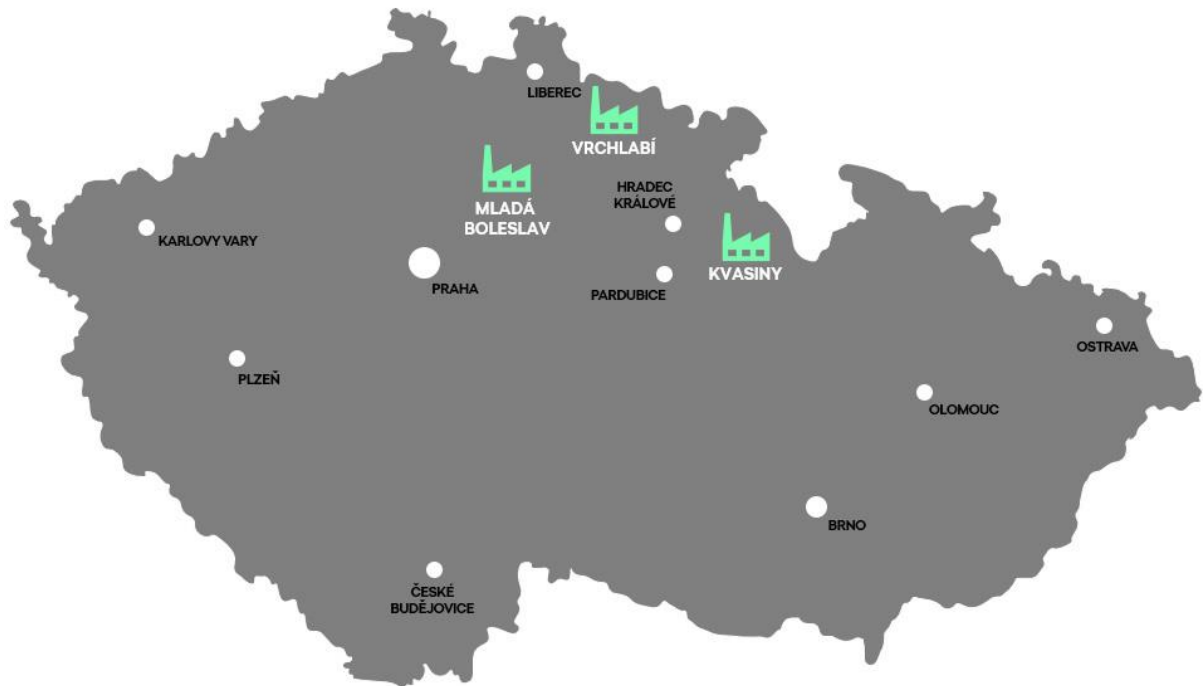 LIBEREC
VRCHLABÍ
MLADÁ
BOLESLAV
HRADEC
KRÁLOVÉ
KARLOVY VARY
KVASINY
PRAHA
PARDUBICE
OSTRAVA
PLZEŇ
OLOMOUC
BRNO
ČESKÉ
BUDĚJOVICE